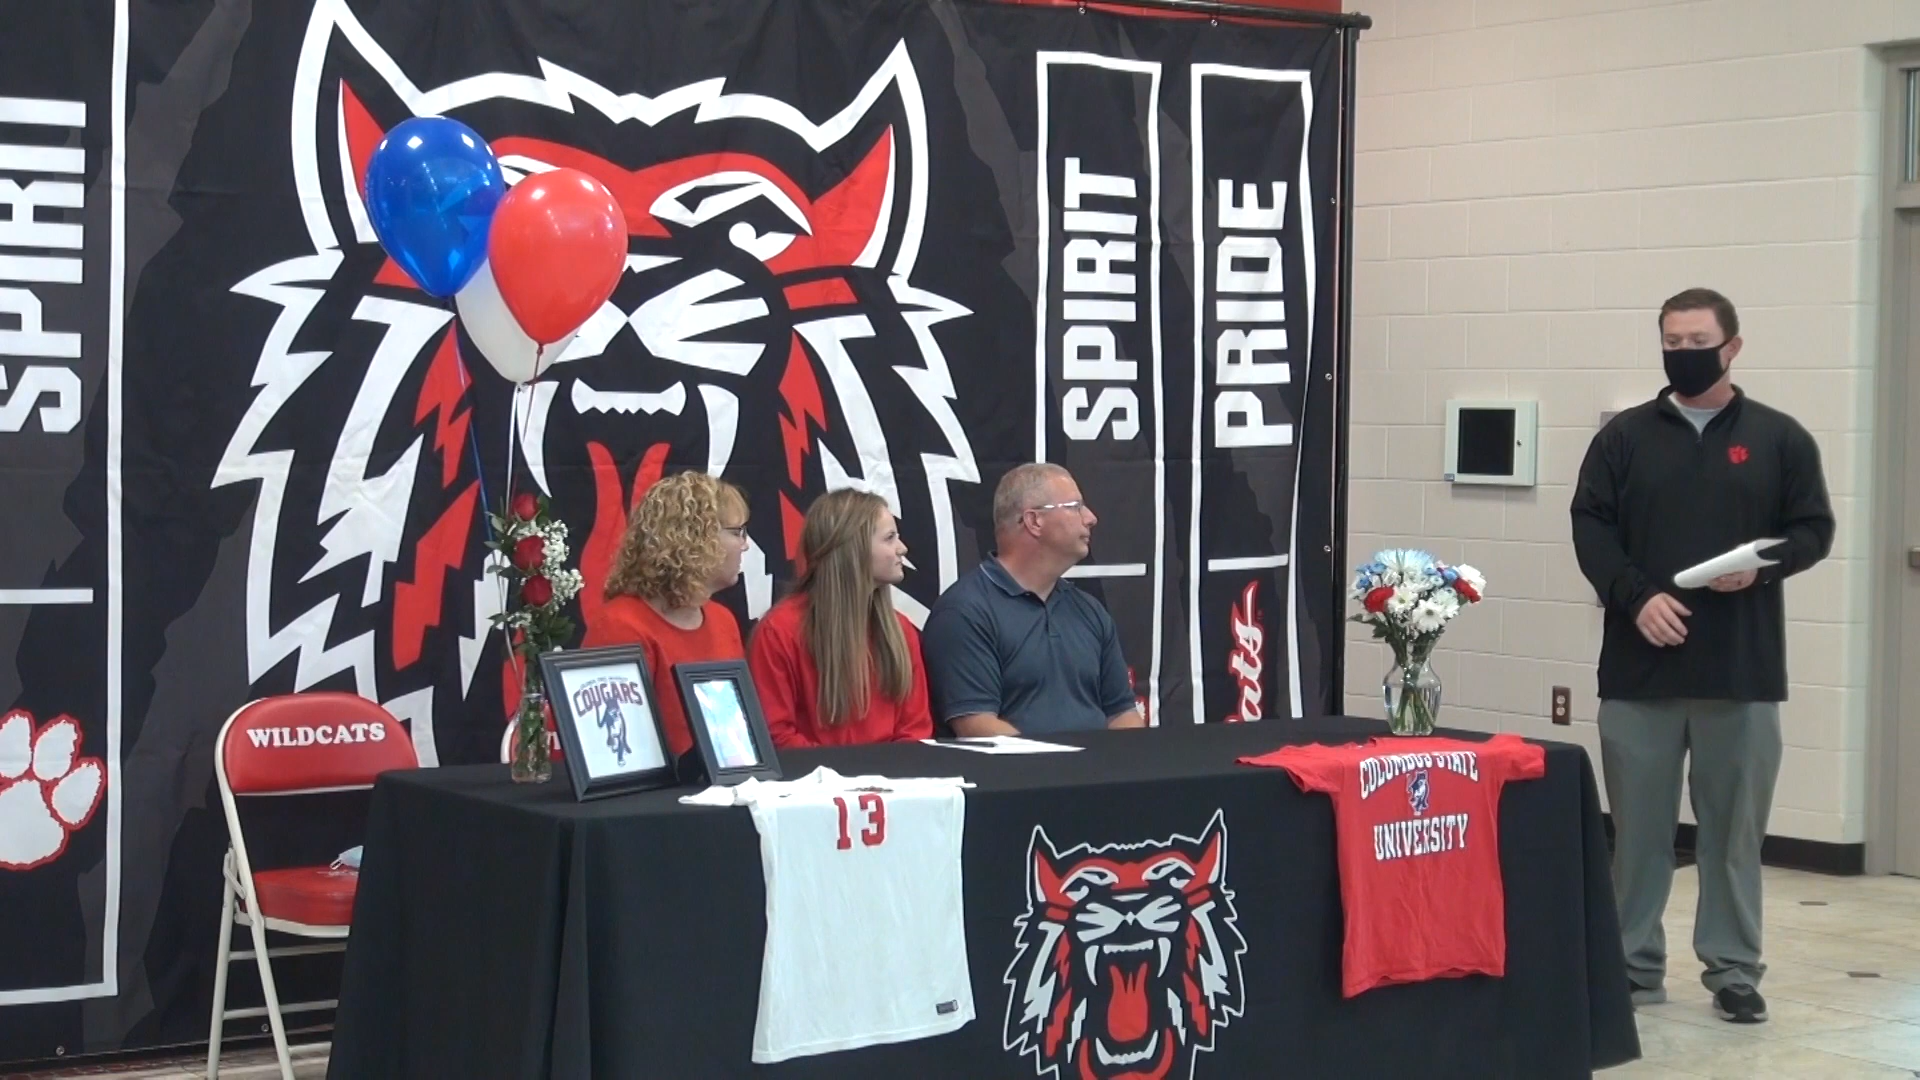 SPIRIT
SPIRIT
PRIDE
WILDCATS
COUGARS
13
COLUMBUS STATE
UNIVERSITY